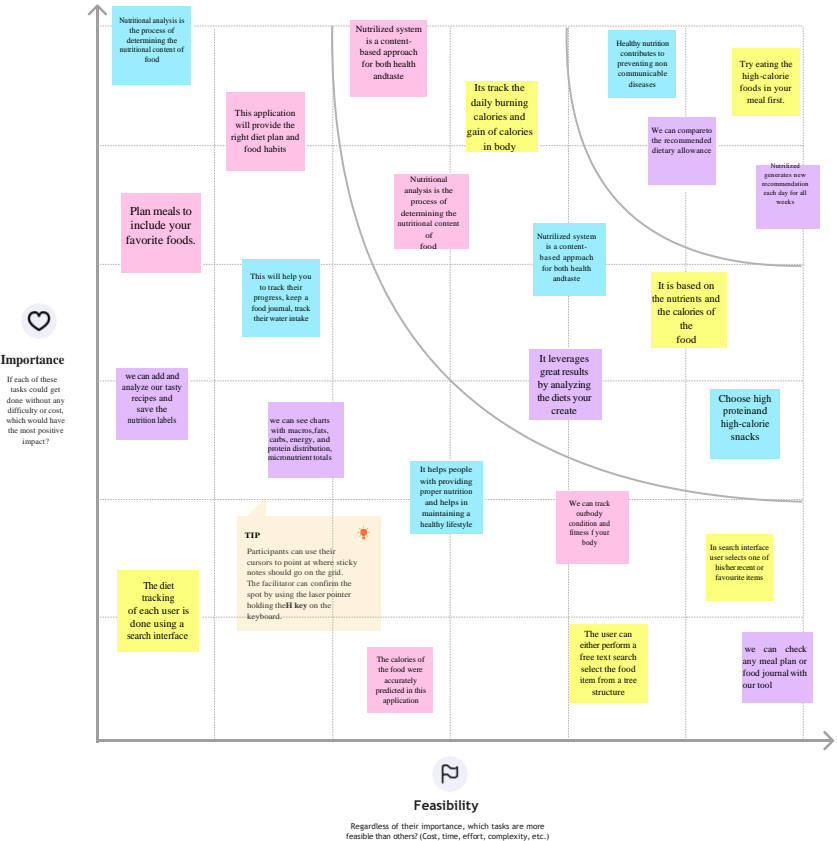 Nutritional analysis is
the process of
determining the
nutritional content of
food
Nutrilized system
is a content-
based approach
for both health
andtaste
Healthy nutrition
contributes to
preventing non
communicable
diseases
Try eating the
high-calorie
foods in your
meal first.
Its track the
daily burning
calories and
gain of calories
in body
This application
will provide the
right diet plan and
food habits
We can compareto
the recommended
dietary allowance
Nutrilized
generates new
recommendation
each day for all
weeks
Nutritional
analysis is the
process of
determining the
nutritional content
of
food
Plan meals to
include your
favorite foods.
Nutrilized system
is a content-
based approach
for both health
andtaste
This will help you
to track their
progress, keep a
food journal, track
their water intake
It is based on
the nutrients and
the calories of
the
food
Importance
If each of these
tasks could get
done without any
difficulty or cost,
which would have
the most positive
impact?
we can add and
analyze our tasty
recipes and
save the
nutrition labels
It leverages
great results
by analyzing
the diets your
create
Choose high
proteinand
high-calorie
snacks
we can see charts
with macros,fats,
carbs, energy, and
protein distribution,
micronutrient totals
It helps people
with providing
proper nutrition
and helps in
maintaining a
healthy lifestyle
We can track
ourbody
condition and
fitness f your
body
TIP
Participants can use their
cursors to point at where sticky
notes should go on the grid.
The facilitator can confirm the
spot by using the laser pointer
holding theH key on the
keyboard.
In search interface
user selects one of
his/her recent or
favourite items
The diet
tracking
of each user is
done using a
search interface
The calories of
the food were
accurately
predicted in this
application
The user can
either perform a
free text search
select the food
item from a tree
structure
we can check
any meal plan or
food journal with
our tool
Feasibility
Regardless of their importance, which tasks are more
feasible than others? (Cost, time, effort, complexity, etc.)